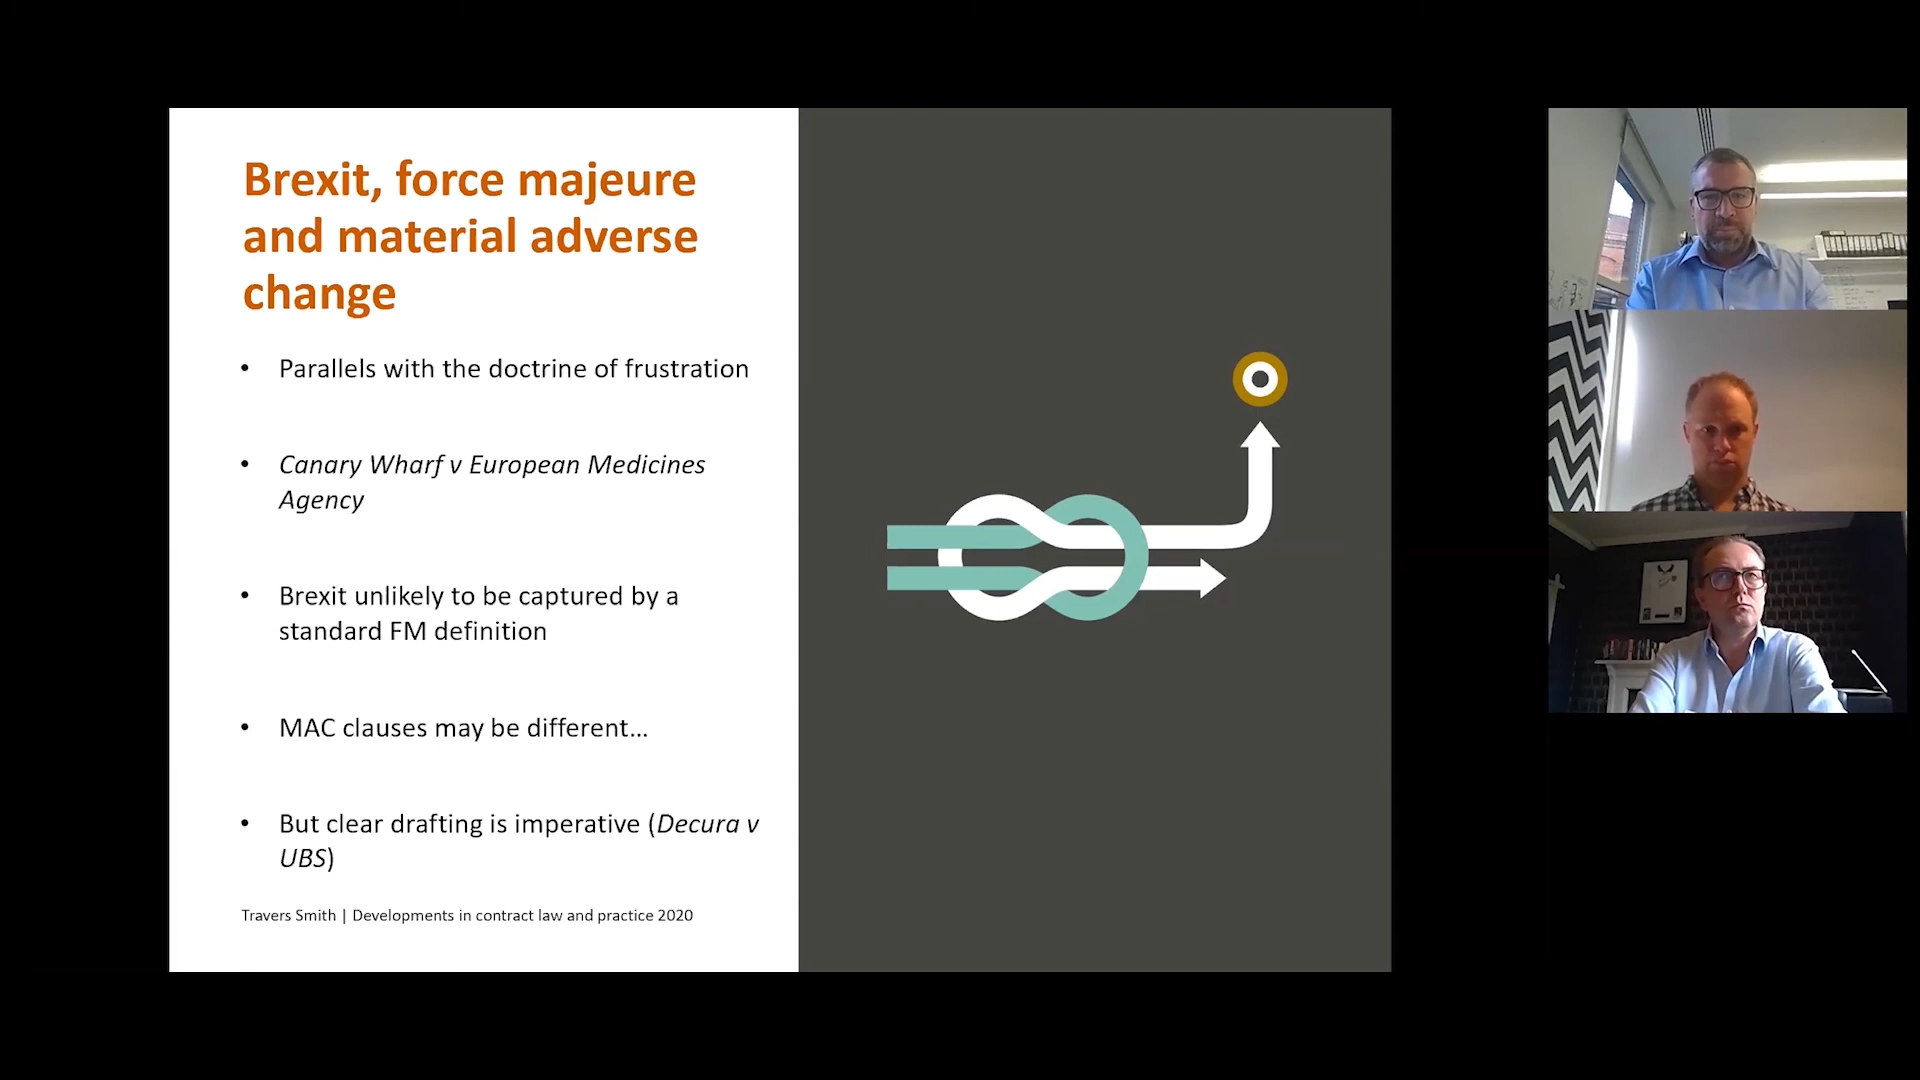 Brexit, force majeure
and material adverse
change
• Parallels with the doctrine of frustration
• Canary Wharf v European Medicines
Agency
• Brexit unlikely to be captured by a
standard FM definition
• MAC clauses may be different...
• But clear drafting is imperative (Decura v
UBS)
Travers Smith | Developments in contract law and practice 2020